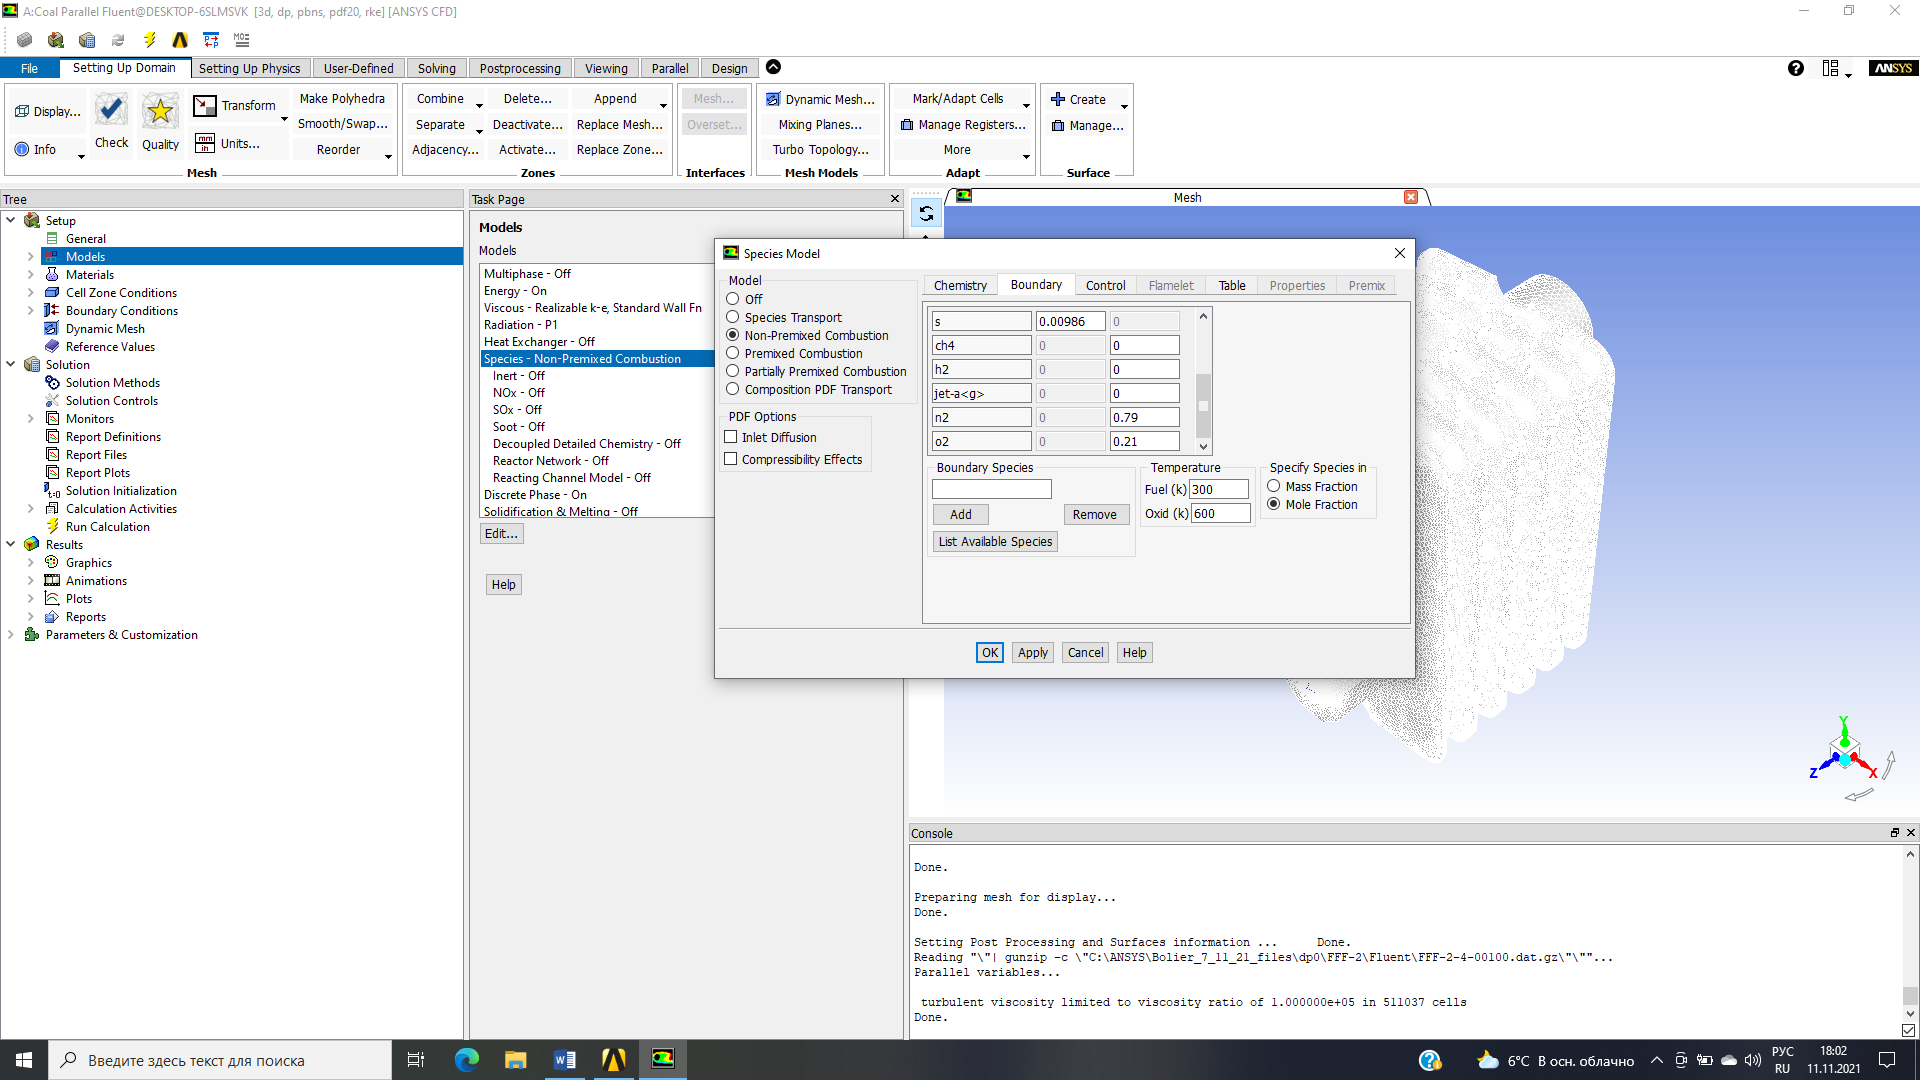 A:Coal Parallel Fluent@DESKTOP-6SLMSVK [3d, dp, pbns, pdf20, rke] [ANSYS CFD]
File
Setting Up Domain
Setting Up Physics
User-Defined
Solving
Postprocessing
Viewing
Parallel
Design
ANSYS
Display...
Info
Check
Quality
Transform
Units...
Make Polyhedra
Smooth/Swap...
Reorder
Mesh
Combine
Separate
Adjacency...
Delete...
Deactivate...
Activate...
Append
Replace Mesh...
Replace Zone...
Zones
Mesh...
Overset...
Interfaces
Dynamic Mesh...
Mixing Planes...
Turbo Topology...
Mesh Models
Mark/Adapt Cells
Manage Registers...
More
Adapt
Create
Manage...
Surface
Tree
Setup
General
Models
Materials
Cell Zone Conditions
Boundary Conditions
Dynamic Mesh
Reference Values
Solution
Solution Methods
Solution Controls
Monitors
Report Definitions
Report Files
Report Plots
Solution Initialization
Calculation Activities
Run Calculation
Results
Graphics
Animations
Plots
Reports
Parameters & Customization
Task Page
Models
Models
Multiphase - Off
Energy - On
Viscous - Realizable k-e, Standard Wall Fn
Radiation - P1
Heat Exchanger - Off
Species - Non-Premixed Combustion
Inert - Off
NOx - Off
SOx - Off
Soot - Off
Decoupled Detailed Chemistry - Off
Reactor Network - Off
Reacting Channel Model - Off
Discrete Phase - On
Solidification & Melting - Off
Edit...
Help
Mesh
Species Model
Model
Off
Species Transport
Non-Premixed Combustion
Premixed Combustion
Partially Premixed Combustion
Composition PDF Transport
PDF Options
Inlet Diffusion
Compressibility Effects
Chemistry
Boundary
Control
Flamelet
Table
Properties
Premix
s 0.00986 0
ch4 0 0
h2 0 0
jet-a<g> 0 0
n2 0 0.79
o2 0 0.21
Boundary Species
Add
Remove
List Available Species
Temperature
Fuel (k) 300
Oxid (k) 600
Specify Species in
Mass Fraction
Mole Fraction
OK
Apply
Cancel
Help
Y
Z
X
Console
Done.
Preparing mesh for display...
Done.
Setting Post Processing and Surfaces information ... Done.
Reading "\"| gunzip -c \"C:\ANSYS\Bolier_7_11_21_files\dp0\FFF-2\Fluent\FFF-2-4-00100.dat.gz\"\""...
Parallel variables...
turbulent viscosity limited to viscosity ratio of 1.000000e+05 in 511037 cells
Done.
Введите здесь текст для поиска
6°C В осн. облачно
РУС
RU
18:02
11.11.2021